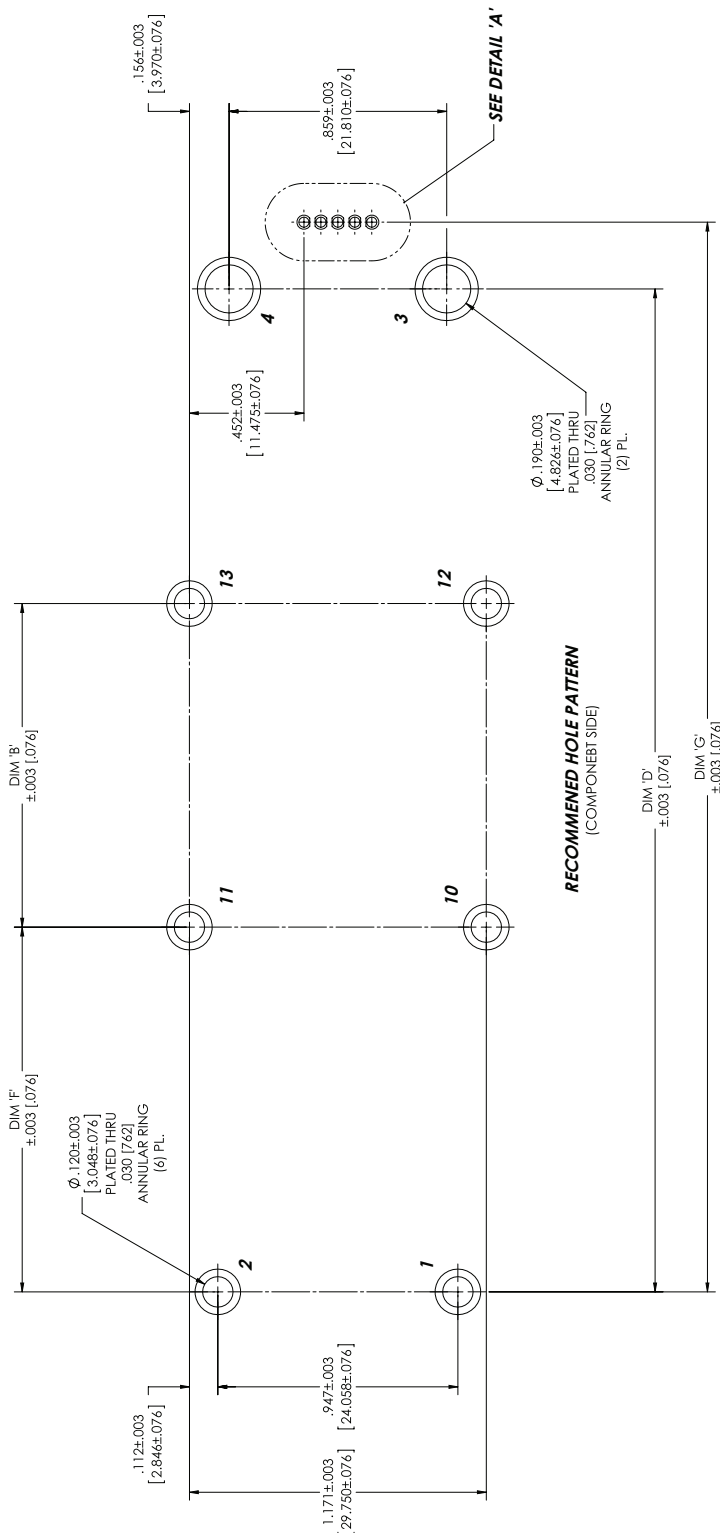 .156±.003
[3.970±.076]
.859±.003
[21.810±.076]
SEE DETAIL 'A'
4
3
.452±.003
[11.475±.076]
Ø .190±.003
[4.826±.076]
PLATED THRU
.030 [.762]
ANNULAR RING
(2) PL.
13
12
DIM 'B'
±.003 [.076]
RECOMMENED HOLE PATTERN
(COMPONEBT SIDE)
DIM 'D'
±.003 [.076]
DIM 'G'
±.003 [.076]
11
10
DIM 'F'
±.003 [.076]
Ø .120±.003
[3.048±.076]
PLATED THRU
.030 [762]
ANNULAR RING
(6) PL.
2
1
.112±.003
[2.846±.076]
.947±.003
[24.058±.076]
1.171±.003
[29.750±.076]